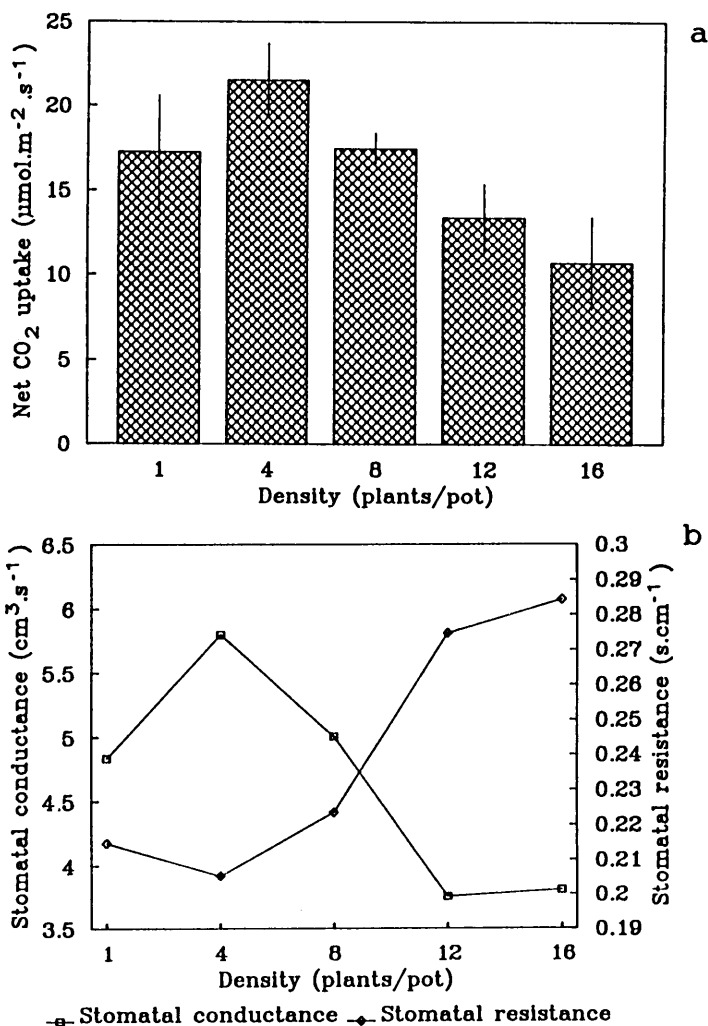 a
25
20
15
10
5
0
Net CO2 uptake (µmol.m-2.s-1)
1 4 8 12 16
Density (plants/pot)
b
6.5
6
5.5
5
4.5
4
3.5
Stomatal conductance (cm3.s-1)
0.3
0.29
0.28
0.27
0.26
0.25
0.24
0.23
0.22
0.21
0.2
0.19
Stomatal resistance (s.cm-1)
1 4 8 12 16
Density (plants/pot)
Stomatal conductance Stomatal resistance